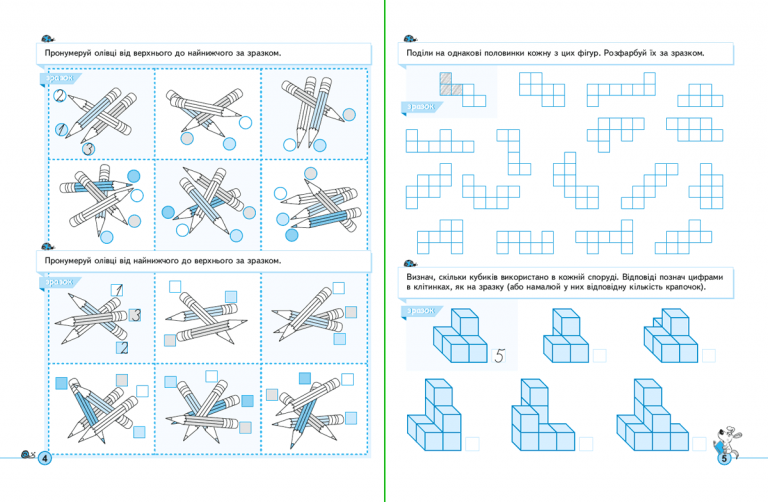 Пронумеруй олівці від верхнього до найнижчого за зразком.
зразок
2
1
3
Пронумеруй олівці від найнижчого до верхнього за зразком.
зразок
1
3
2
4
Поділи на однакові половинки кожну з цих фігур. Розфарбуй їх за зразком.
зразок
Визнач, скільки кубиків використано в кожній споруді. Відповіді познач цифрами
в клітинках, як на зразку (або намалюй у них відповідну кількість крапочок).
зразок
5
5